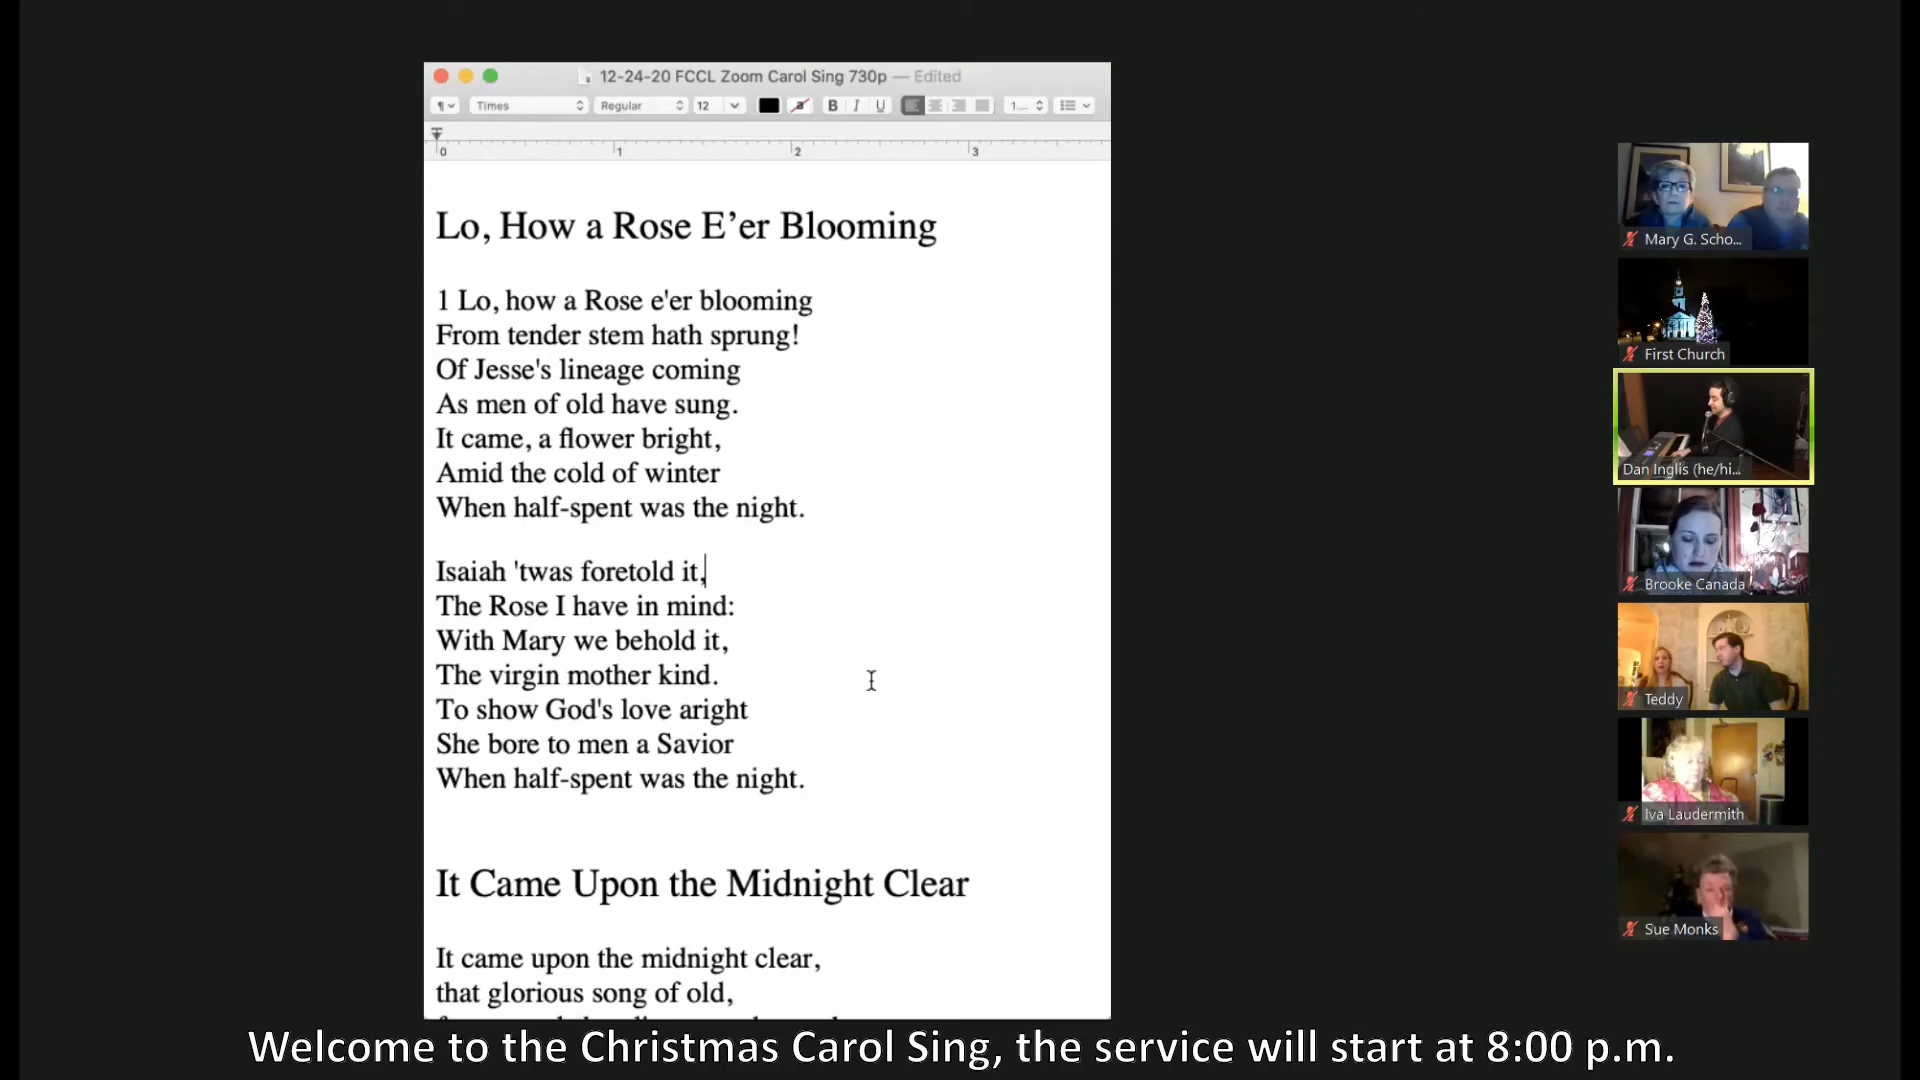 12-24-20 FCCL Zoom Carol Sing 730p — Edited
¶ Times Regular 12 a B I U 1...
0 1 2 3
Lo, How a Rose E’er Blooming
1 Lo, how a Rose e'er blooming
From tender stem hath sprung!
Of Jesse's lineage coming
As men of old have sung.
It came, a flower bright,
Amid the cold of winter
When half-spent was the night.
Isaiah 'twas foretold it,
The Rose I have in mind:
With Mary we behold it,
The virgin mother kind.
To show God's love aright
She bore to men a Savior
When half-spent was the night.
It Came Upon the Midnight Clear
It came upon the midnight clear,
that glorious song of old,
Mary G. Scho...
First Church
Dan Inglis (he/hi...
Brooke Canada
Teddy
Iva Laudermith
Sue Monks
Welcome to the Christmas Carol Sing, the service will start at 8:00 p.m.